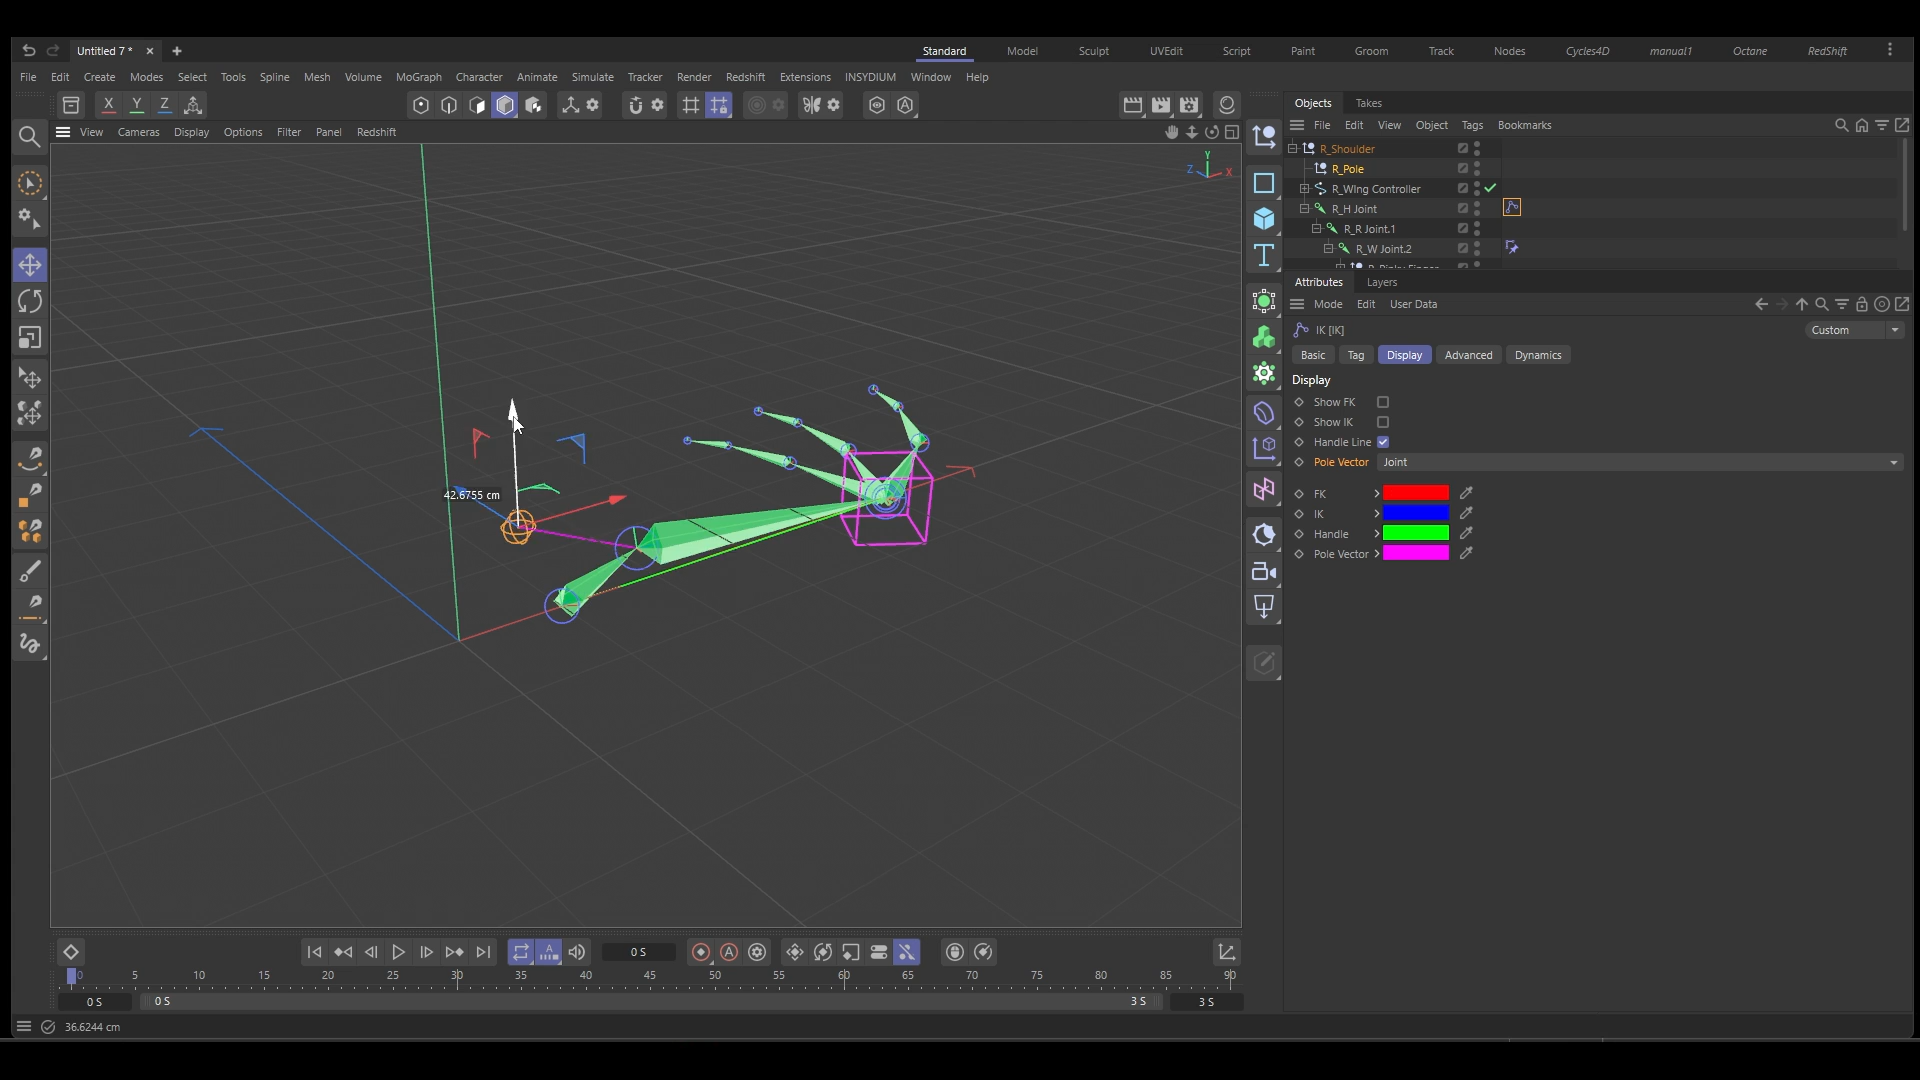 Untitled 7 *
Standard Model Sculpt UVEdit Script Paint Groom Track Nodes Cycles4D manual1 Octane RedShift
File Edit Create Modes Select Tools Spline Mesh Volume MoGraph Character Animate Simulate Tracker Render Redshift Extensions INSYDIUM Window Help
X Y Z
Objects Takes
File Edit View Object Tags Bookmarks
View Cameras Display Options Filter Panel Redshift
Y
Z X
R_Shoulder
R_Pole
R_Wing Controller
R_H Joint
R_R Joint.1
R_W Joint.2
Attributes Layers
Mode Edit User Data
IK [IK]
Custom
Basic Tag Display Advanced Dynamics
Display
Show FK
Show IK
Handle Line
Pole Vector Joint
FK
IK
Handle
Pole Vector
42.6755 cm
0 S
0 5 10 15 20 25 30 35 40 45 50 55 60 65 70 75 80 85 90
0 S 0 S 3 S 3 S
36.6244 cm